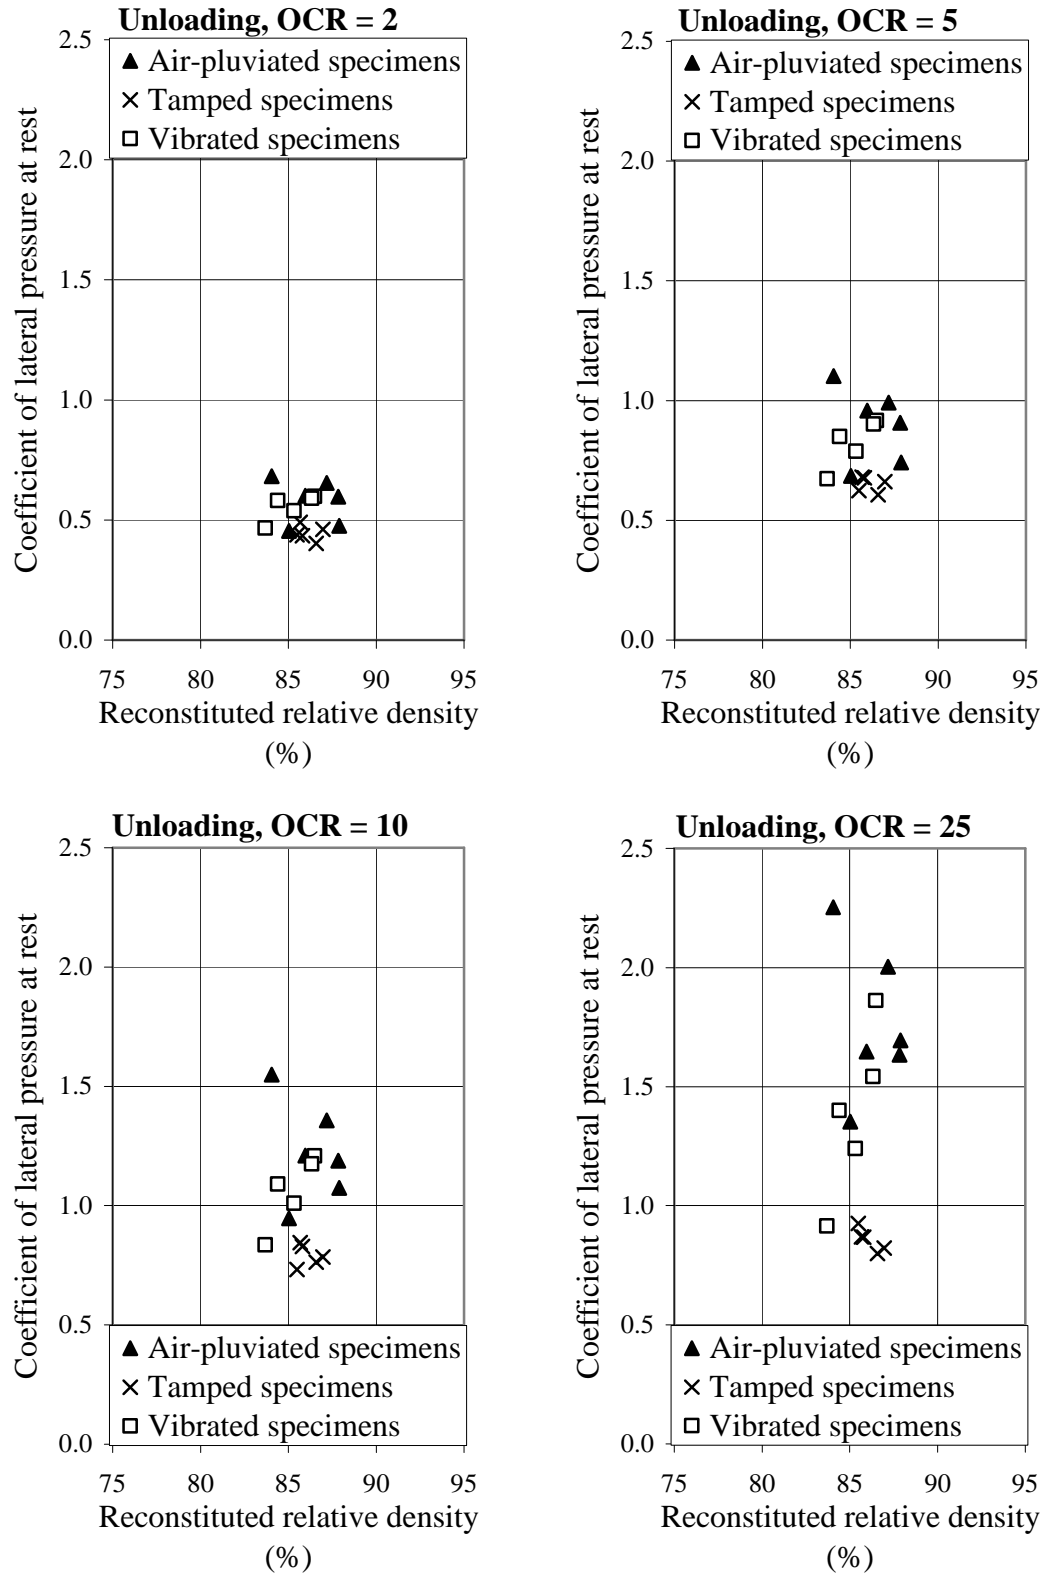 Unloading, OCR = 2
2.5
Air-pluviated specimens
Tamped specimens
Vibrated specimens
2.0
1.5
1.0
0.5
0.0
Coefficient of lateral pressure at rest
75 80 85 90 95
Reconstituted relative density
(%)
Unloading, OCR = 5
2.5
Air-pluviated specimens
Tamped specimens
Vibrated specimens
2.0
1.5
1.0
0.5
0.0
Coefficient of lateral pressure at rest
75 80 85 90 95
Reconstituted relative density
(%)
Unloading, OCR = 10
2.5
2.0
1.5
1.0
0.5
Air-pluviated specimens
Tamped specimens
Vibrated specimens
0.0
Coefficient of lateral pressure at rest
75 80 85 90 95
Reconstituted relative density
(%)
Unloading, OCR = 25
2.5
2.0
1.5
1.0
0.5
Air-pluviated specimens
Tamped specimens
Vibrated specimens
0.0
Coefficient of lateral pressure at rest
75 80 85 90 95
Reconstituted relative density
(%)